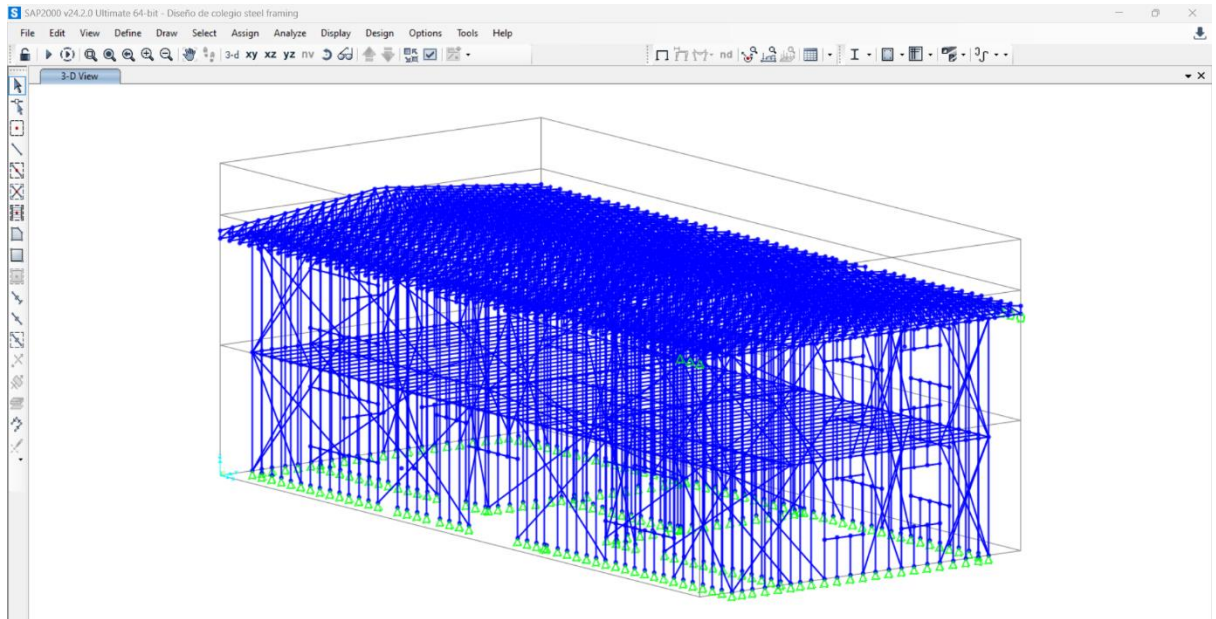 S SAP2000 v24.2.0 Ultimate 64-bit - Diseño de colegio steel framing
File Edit View Define Draw Select Assign Analyze Display Design Options Tools Help
3-d xy xz yz nv nd
3-D View